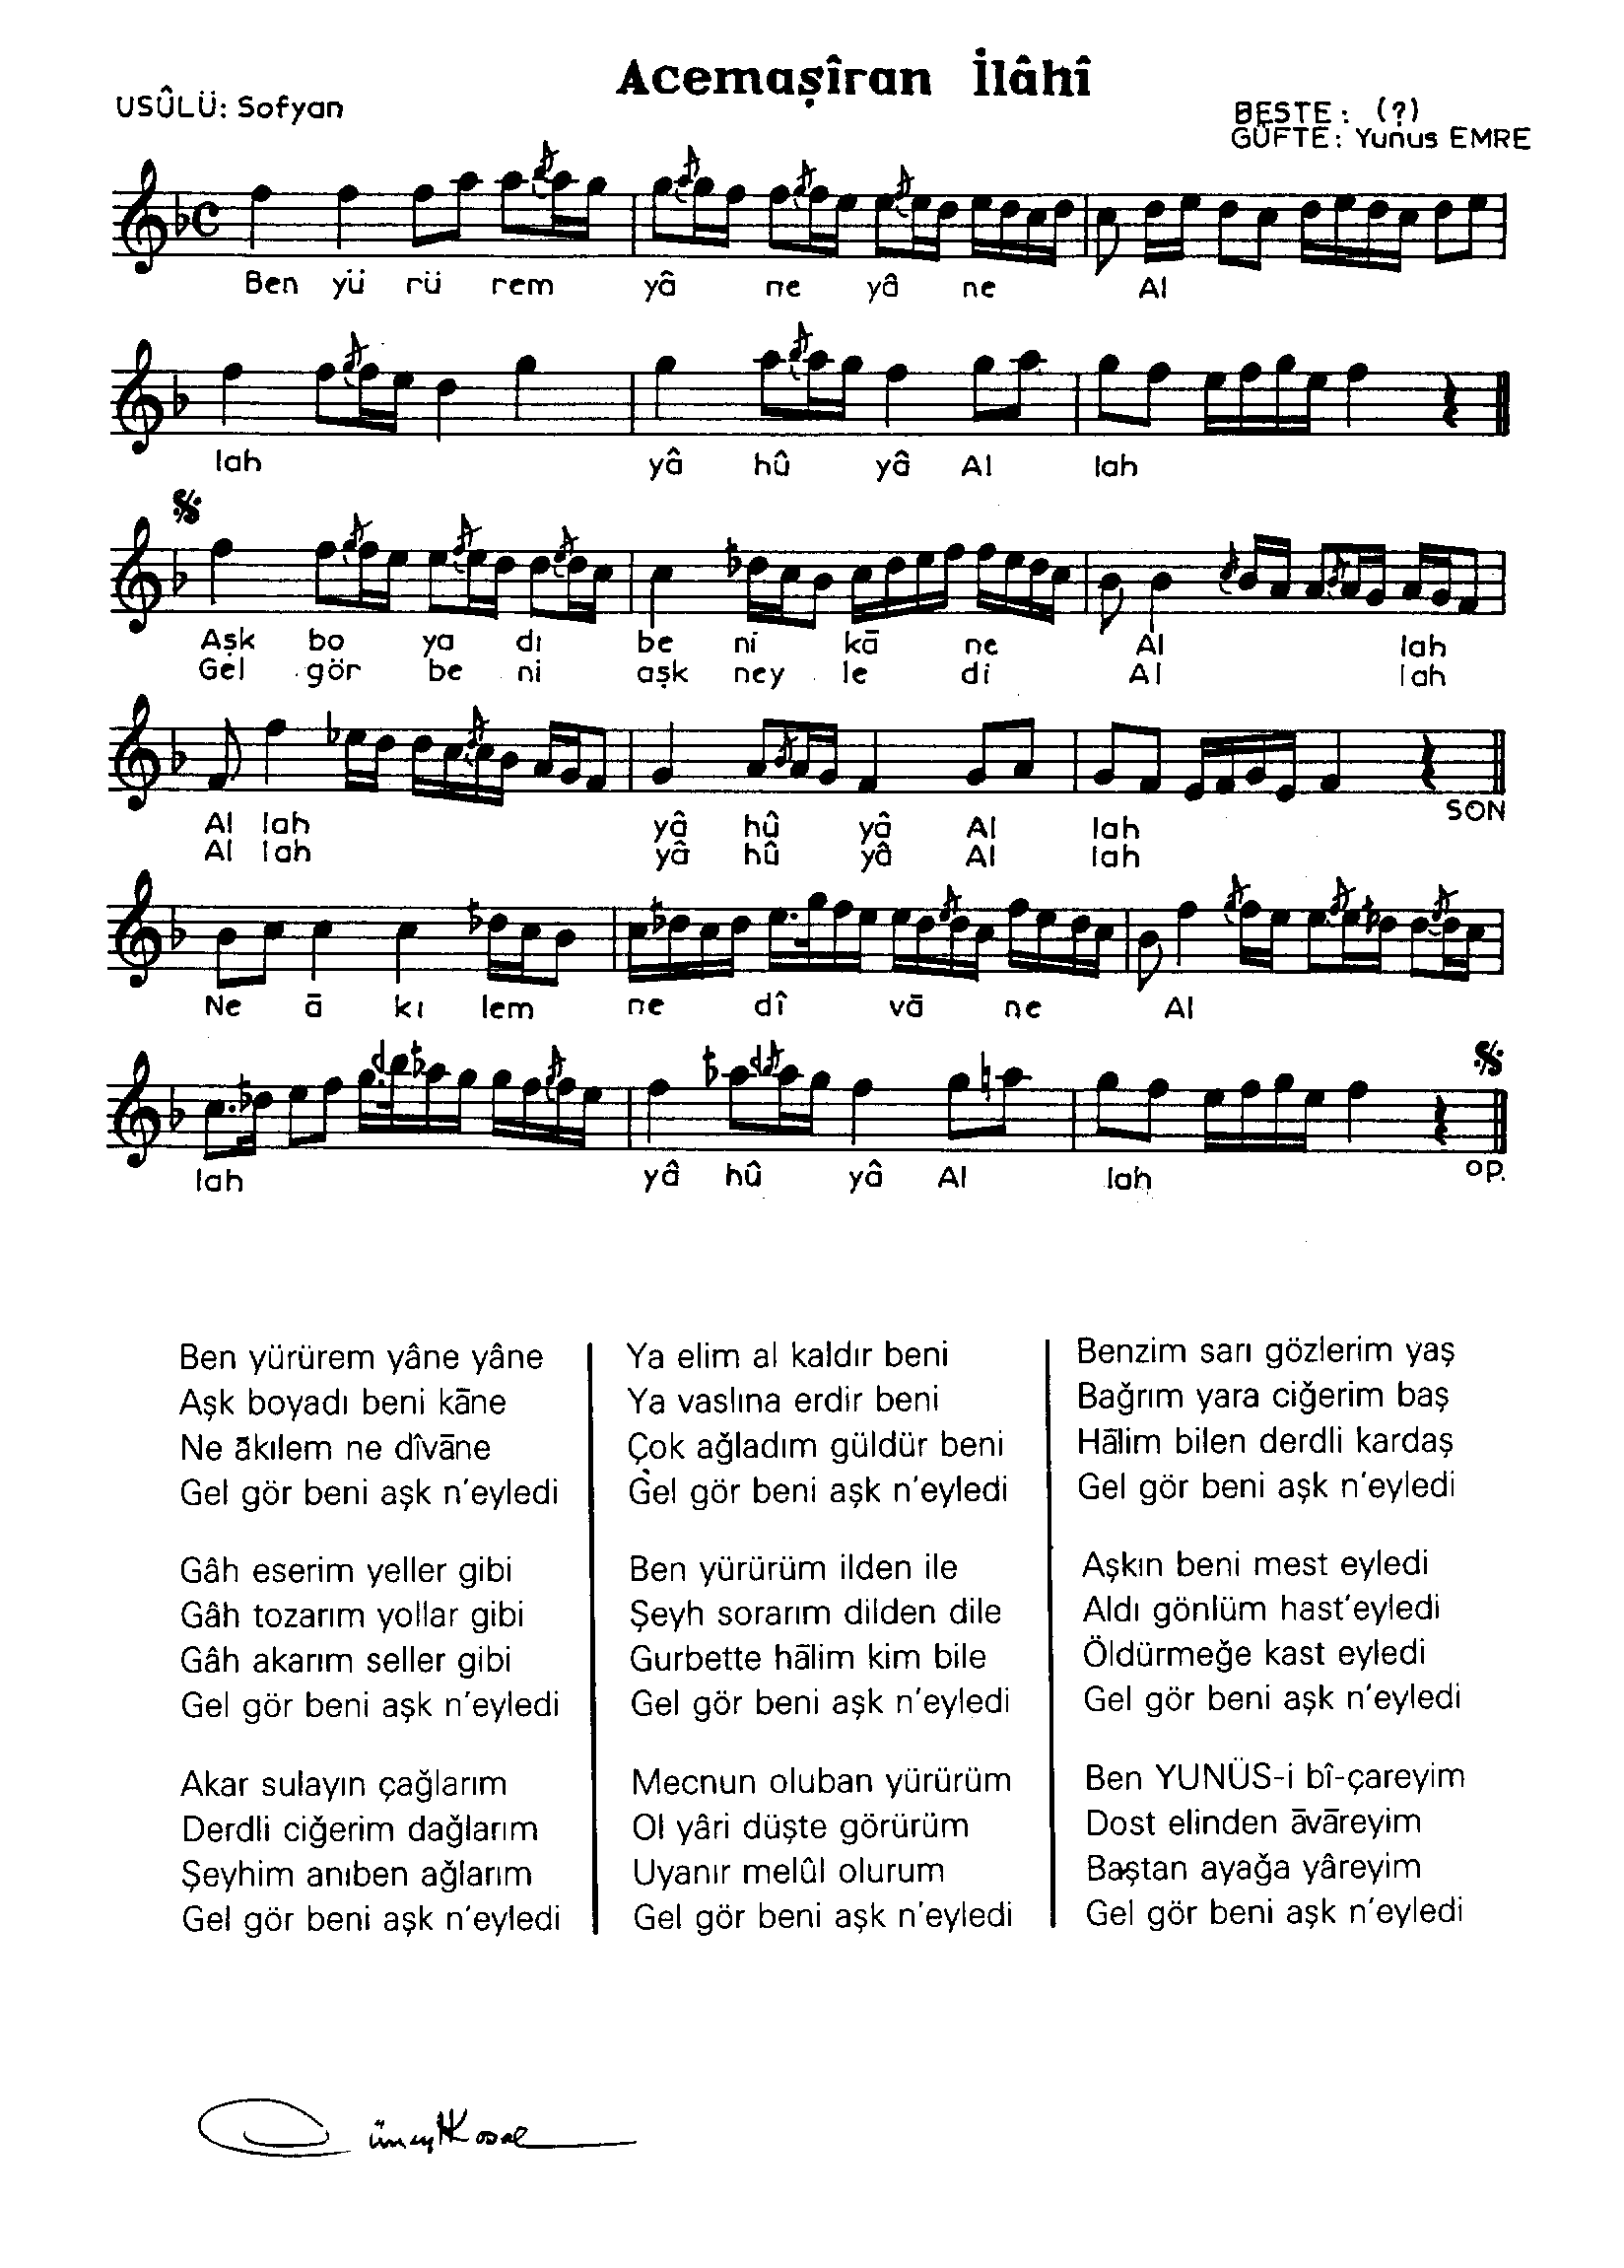 Acemaşîran İlâhî
USÛLÜ: Sofyan
BESTE: (?)
GÜFTE: Yunus EMRE
Ben yü rü rem yâ ne yâ ne Al
lah yâ hû yâ Al lah
Aşk bo ya dı be ni kā ne Al lah
Gel gör be ni aşk ney le di Al lah
SON
Al lah yâ hû yâ Al lah
Al lah yâ hû yâ Al lah
Ne ā kı lem ne dî vā ne Al
lah yâ hû yâ Al lah
op.
Ben yürürem yâne yâne
Aşk boyadı beni kāne
Ne ākılem ne dîvāne
Gel gör beni aşk n'eyledi
Gâh eserim yeller gibi
Gâh tozarım yollar gibi
Gâh akarım seller gibi
Gel gör beni aşk n'eyledi
Akar sulayın çağlarım
Derdli ciğerim dağlarım
Şeyhim anıben ağlarım
Gel gör beni aşk n'eyledi
Ya elim al kaldır beni
Ya vaslına erdir beni
Çok ağladım güldür beni
Gel gör beni aşk n'eyledi
Ben yürürüm ilden ile
Şeyh sorarım dilden dile
Gurbette hālim kim bile
Gel gör beni aşk n'eyledi
Mecnun oluban yürürüm
Ol yâri düşte görürüm
Uyanır melûl olurum
Gel gör beni aşk n'eyledi
Benzim sarı gözlerim yaş
Bağrım yara ciğerim baş
Hālim bilen derdli kardaş
Gel gör beni aşk n'eyledi
Aşkın beni mest eyledi
Aldı gönlüm hast'eyledi
Öldürmeğe kast eyledi
Gel gör beni aşk n'eyledi
Ben YUNÜS-i bî-çareyim
Dost elinden āvāreyim
Baştan ayağa yâreyim
Gel gör beni aşk n'eyledi